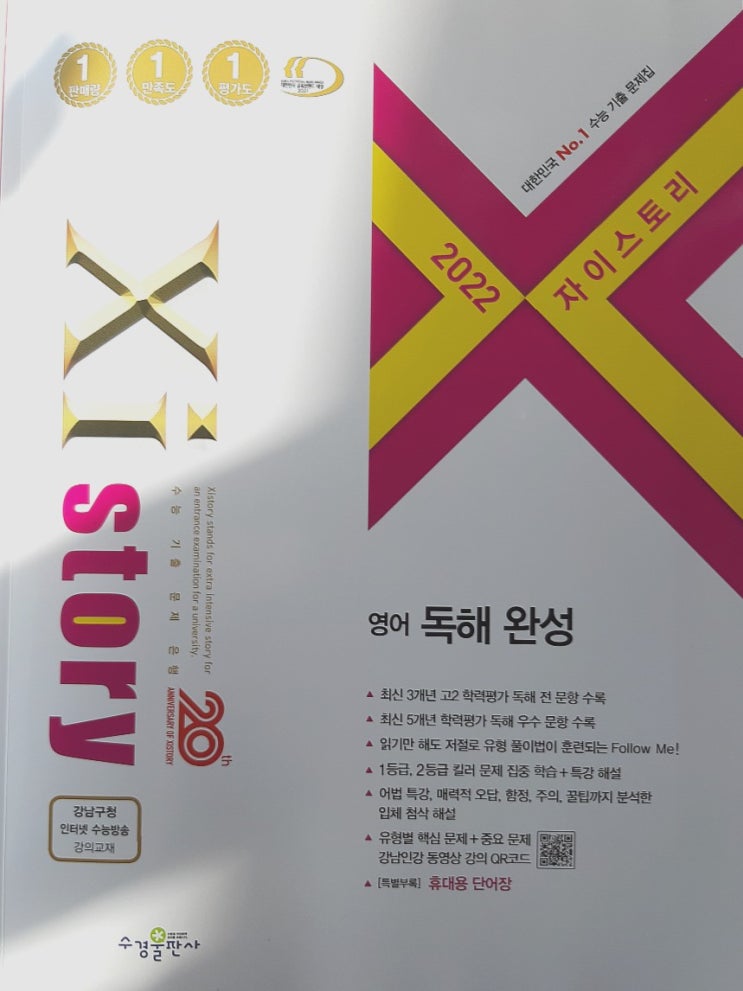 1
판매량
1
만족도
1
평가도
대한민국 No.1 수능 기출 문제집
2022
자이스토리
Xi
story
Xistory stands for extra intensive story for
an entrance examination for a university.
수능 기출 문제 은행
20th
ANNIVERSARY OF XISTORY
영어 독해 완성
▲ 최신 3개년 고2 학력평가 독해 전 문항 수록
▲ 최신 5개년 학력평가 독해 우수 문항 수록
▲ 읽기만 해도 저절로 유형 풀이법이 훈련되는 Follow Me!
▲ 1등급, 2등급 킬러 문제 집중 학습 + 특강 해설
▲ 어법 특강, 매력적 오답, 함정, 주의, 꿀팁까지 분석한
입체 첨삭 해설
▲ 유형별 핵심 문제 + 중요 문제
강남인강 동영상 강의 QR코드
▲ [특별부록] 휴대용 단어장
강남구청
인터넷 수능방송
강의교재
수경출판사